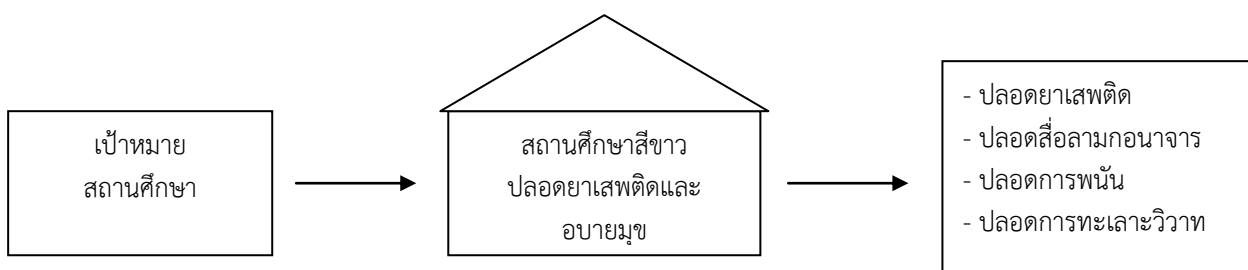 เป้าหมาย
สถานศึกษา
สถานศึกษาสีขาว
ปลอดยาเสพติดและ
อบายมุข
- ปลอดยาเสพติด
- ปลอดสื่อลามกอนาจาร
- ปลอดการพนัน
- ปลอดการทะเลาะวิวาท